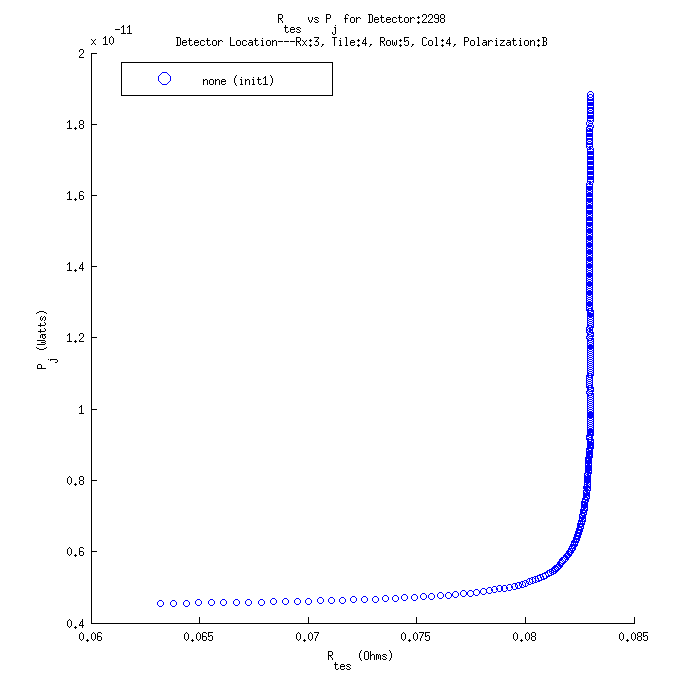 R_tes vs P_j for Detector:2298
Detector Location---Rx:3, Tile:4, Row:5, Col:4, Polarization:B
x 10^-11
none (init1)
2
1.8
1.6
1.4
1.2
1
0.8
0.6
0.4
P_j (Watts)
0.06 0.065 0.07 0.075 0.08 0.085
R_tes (Ohms)